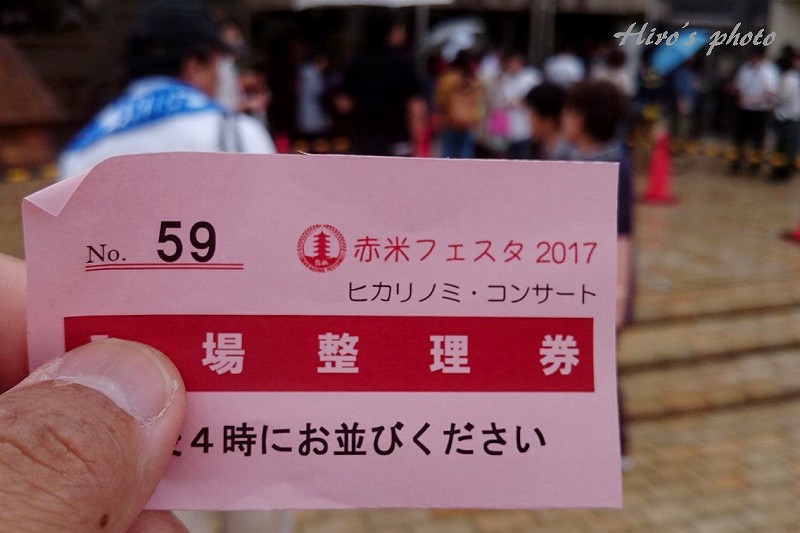 Hiro's photo
No. 59
赤米フェスタ 2017
ヒカリノミ・コンサート
場整理券
４時にお並びください